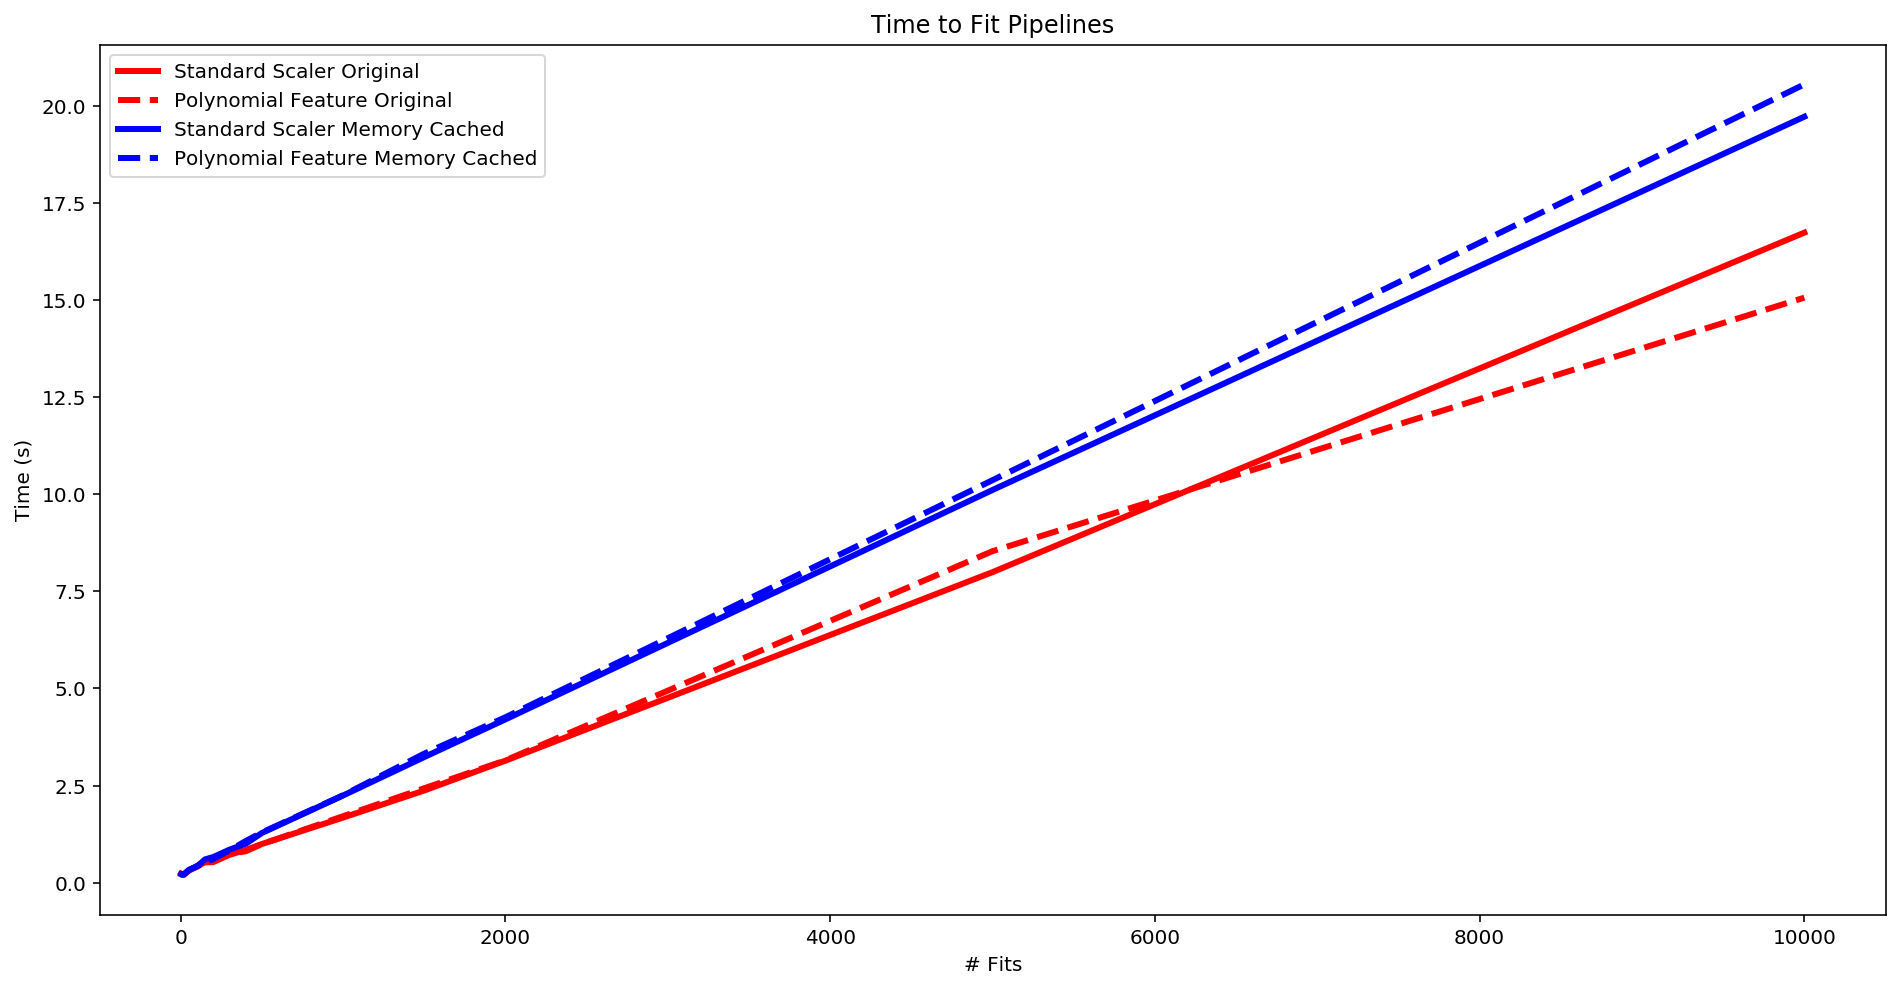 Time to Fit Pipelines
Standard Scaler Original
Polynomial Feature Original
Standard Scaler Memory Cached
Polynomial Feature Memory Cached
20.0
17.5
15.0
12.5
10.0
7.5
5.0
2.5
0.0
Time (s)
0 2000 4000 6000 8000 10000
# Fits